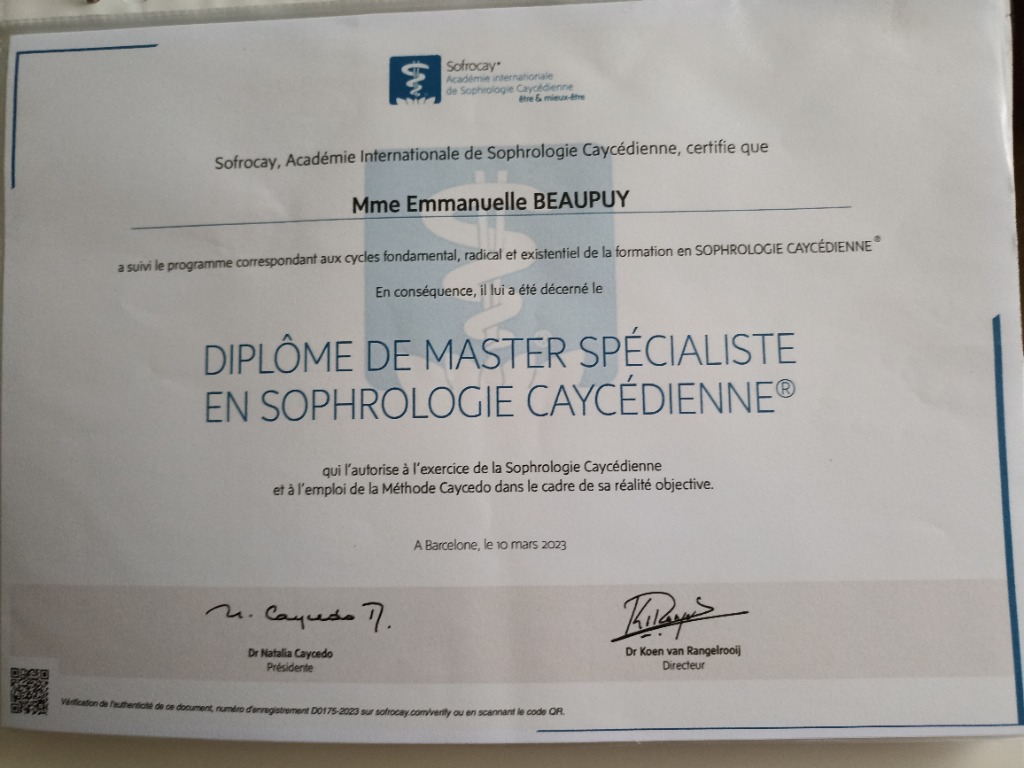 Sofrocay®
Académie internationale
de Sophrologie Caycédienne
être & mieux-être
Sofrocay, Académie Internationale de Sophrologie Caycédienne, certifie que
Mme Emmanuelle BEAUPUY
a suivi le programme correspondant aux cycles fondamental, radical et existentiel de la formation en SOPHROLOGIE CAYCÉDIENNE®
En conséquence, il lui a été décerné le
DIPLÔME DE MASTER SPÉCIALISTE
EN SOPHROLOGIE CAYCÉDIENNE®
qui l'autorise à l'exercice de la Sophrologie Caycédienne
et à l'emploi de la Méthode Caycedo dans le cadre de sa réalité objective.
A Barcelone, le 10 mars 2023
Dr Natalia Caycedo
Présidente
Dr Koen van Rangelrooij
Directeur
Vérification de l'authenticité de ce document, numéro d'enregistrement D0175-2023 sur sofrocay.com/verify ou en scannant le code QR.